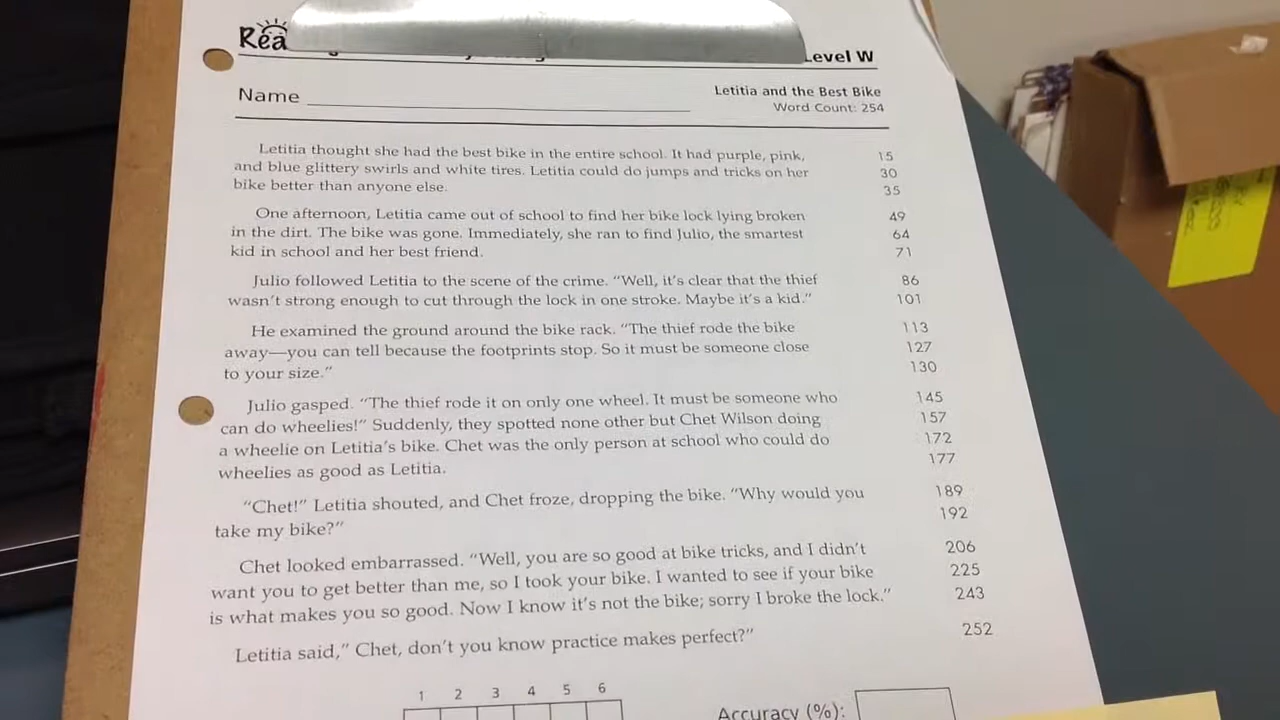 Level W
Name
Letitia and the Best Bike
Word Count: 254
Letitia thought she had the best bike in the entire school. It had purple, pink, 15
and blue glittery swirls and white tires. Letitia could do jumps and tricks on her 30
bike better than anyone else. 35
One afternoon, Letitia came out of school to find her bike lock lying broken 49
in the dirt. The bike was gone. Immediately, she ran to find Julio, the smartest 64
kid in school and her best friend. 71
Julio followed Letitia to the scene of the crime. “Well, it’s clear that the thief 86
wasn’t strong enough to cut through the lock in one stroke. Maybe it’s a kid.” 101
He examined the ground around the bike rack. “The thief rode the bike 113
away—you can tell because the footprints stop. So it must be someone close 127
to your size.” 130
Julio gasped. “The thief rode it on only one wheel. It must be someone who 145
can do wheelies!” Suddenly, they spotted none other but Chet Wilson doing 157
a wheelie on Letitia’s bike. Chet was the only person at school who could do 172
wheelies as good as Letitia. 177
“Chet!” Letitia shouted, and Chet froze, dropping the bike. “Why would you 189
take my bike?” 192
Chet looked embarrassed. “Well, you are so good at bike tricks, and I didn’t 206
want you to get better than me, so I took your bike. I wanted to see if your bike 225
is what makes you so good. Now I know it’s not the bike; sorry I broke the lock.” 243
Letitia said,” Chet, don’t you know practice makes perfect?” 252
1 2 3 4 5 6
Accuracy (%):